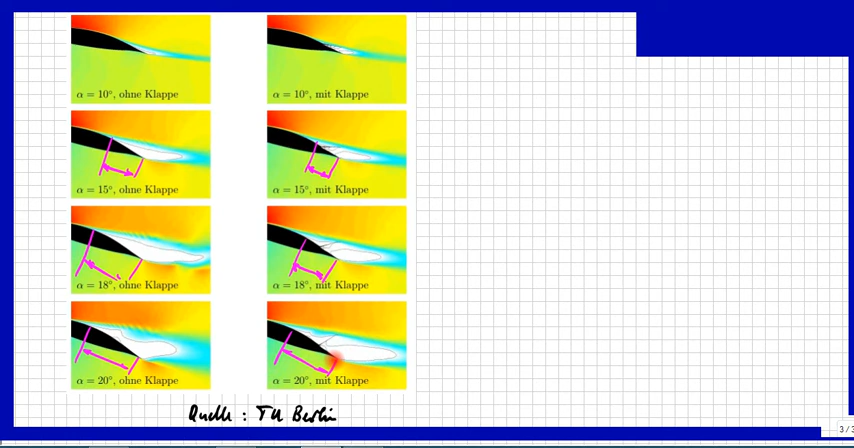 α = 10°, ohne Klappe
α = 10°, mit Klappe
α = 15°, ohne Klappe
α = 15°, mit Klappe
α = 18°, ohne Klappe
α = 18°, mit Klappe
α = 20°, ohne Klappe
α = 20°, mit Klappe
Quelle : TU Berlin
3 / 3